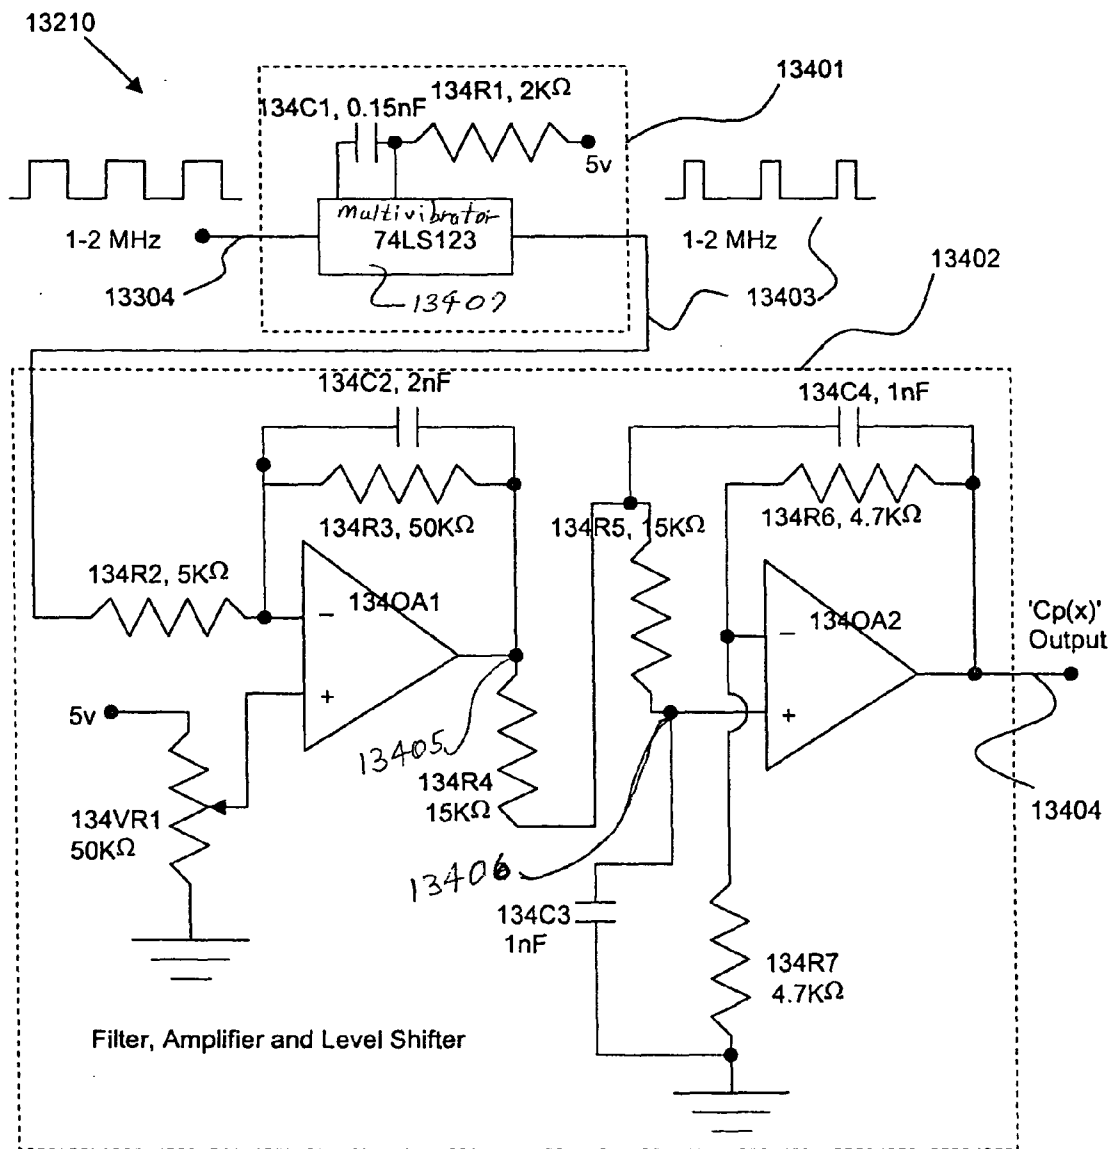 13210
13401
134R1, 2KΩ
134C1, 0.15nF
5v
multivibrator
74LS123
1-2 MHz
1-2 MHz
13402
13304
13407
13403
134C2, 2nF
134C4, 1nF
134R3, 50KΩ
134R5, 15KΩ
134R6, 4.7KΩ
134R2, 5KΩ
134OA1
134OA2
'Cp(x)'
Output
−
−
+
+
5v
13405
134R4
15KΩ
134VR1
50KΩ
13404
13406
134C3
1nF
134R7
4.7KΩ
Filter, Amplifier and Level Shifter